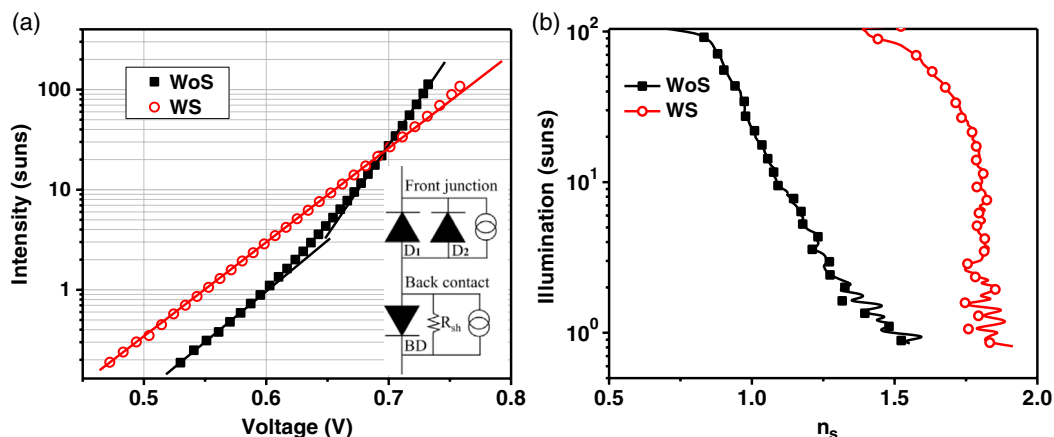 (a)
Intensity (suns)
100
10
1
WoS
WS
Front junction
D1
D2
Back contact
Rsh
BD
0.5
0.6
0.7
0.8
Voltage (V)
(b)
Illumination (suns)
10²
10¹
10⁰
WoS
WS
0.5
1.0
1.5
2.0
ns